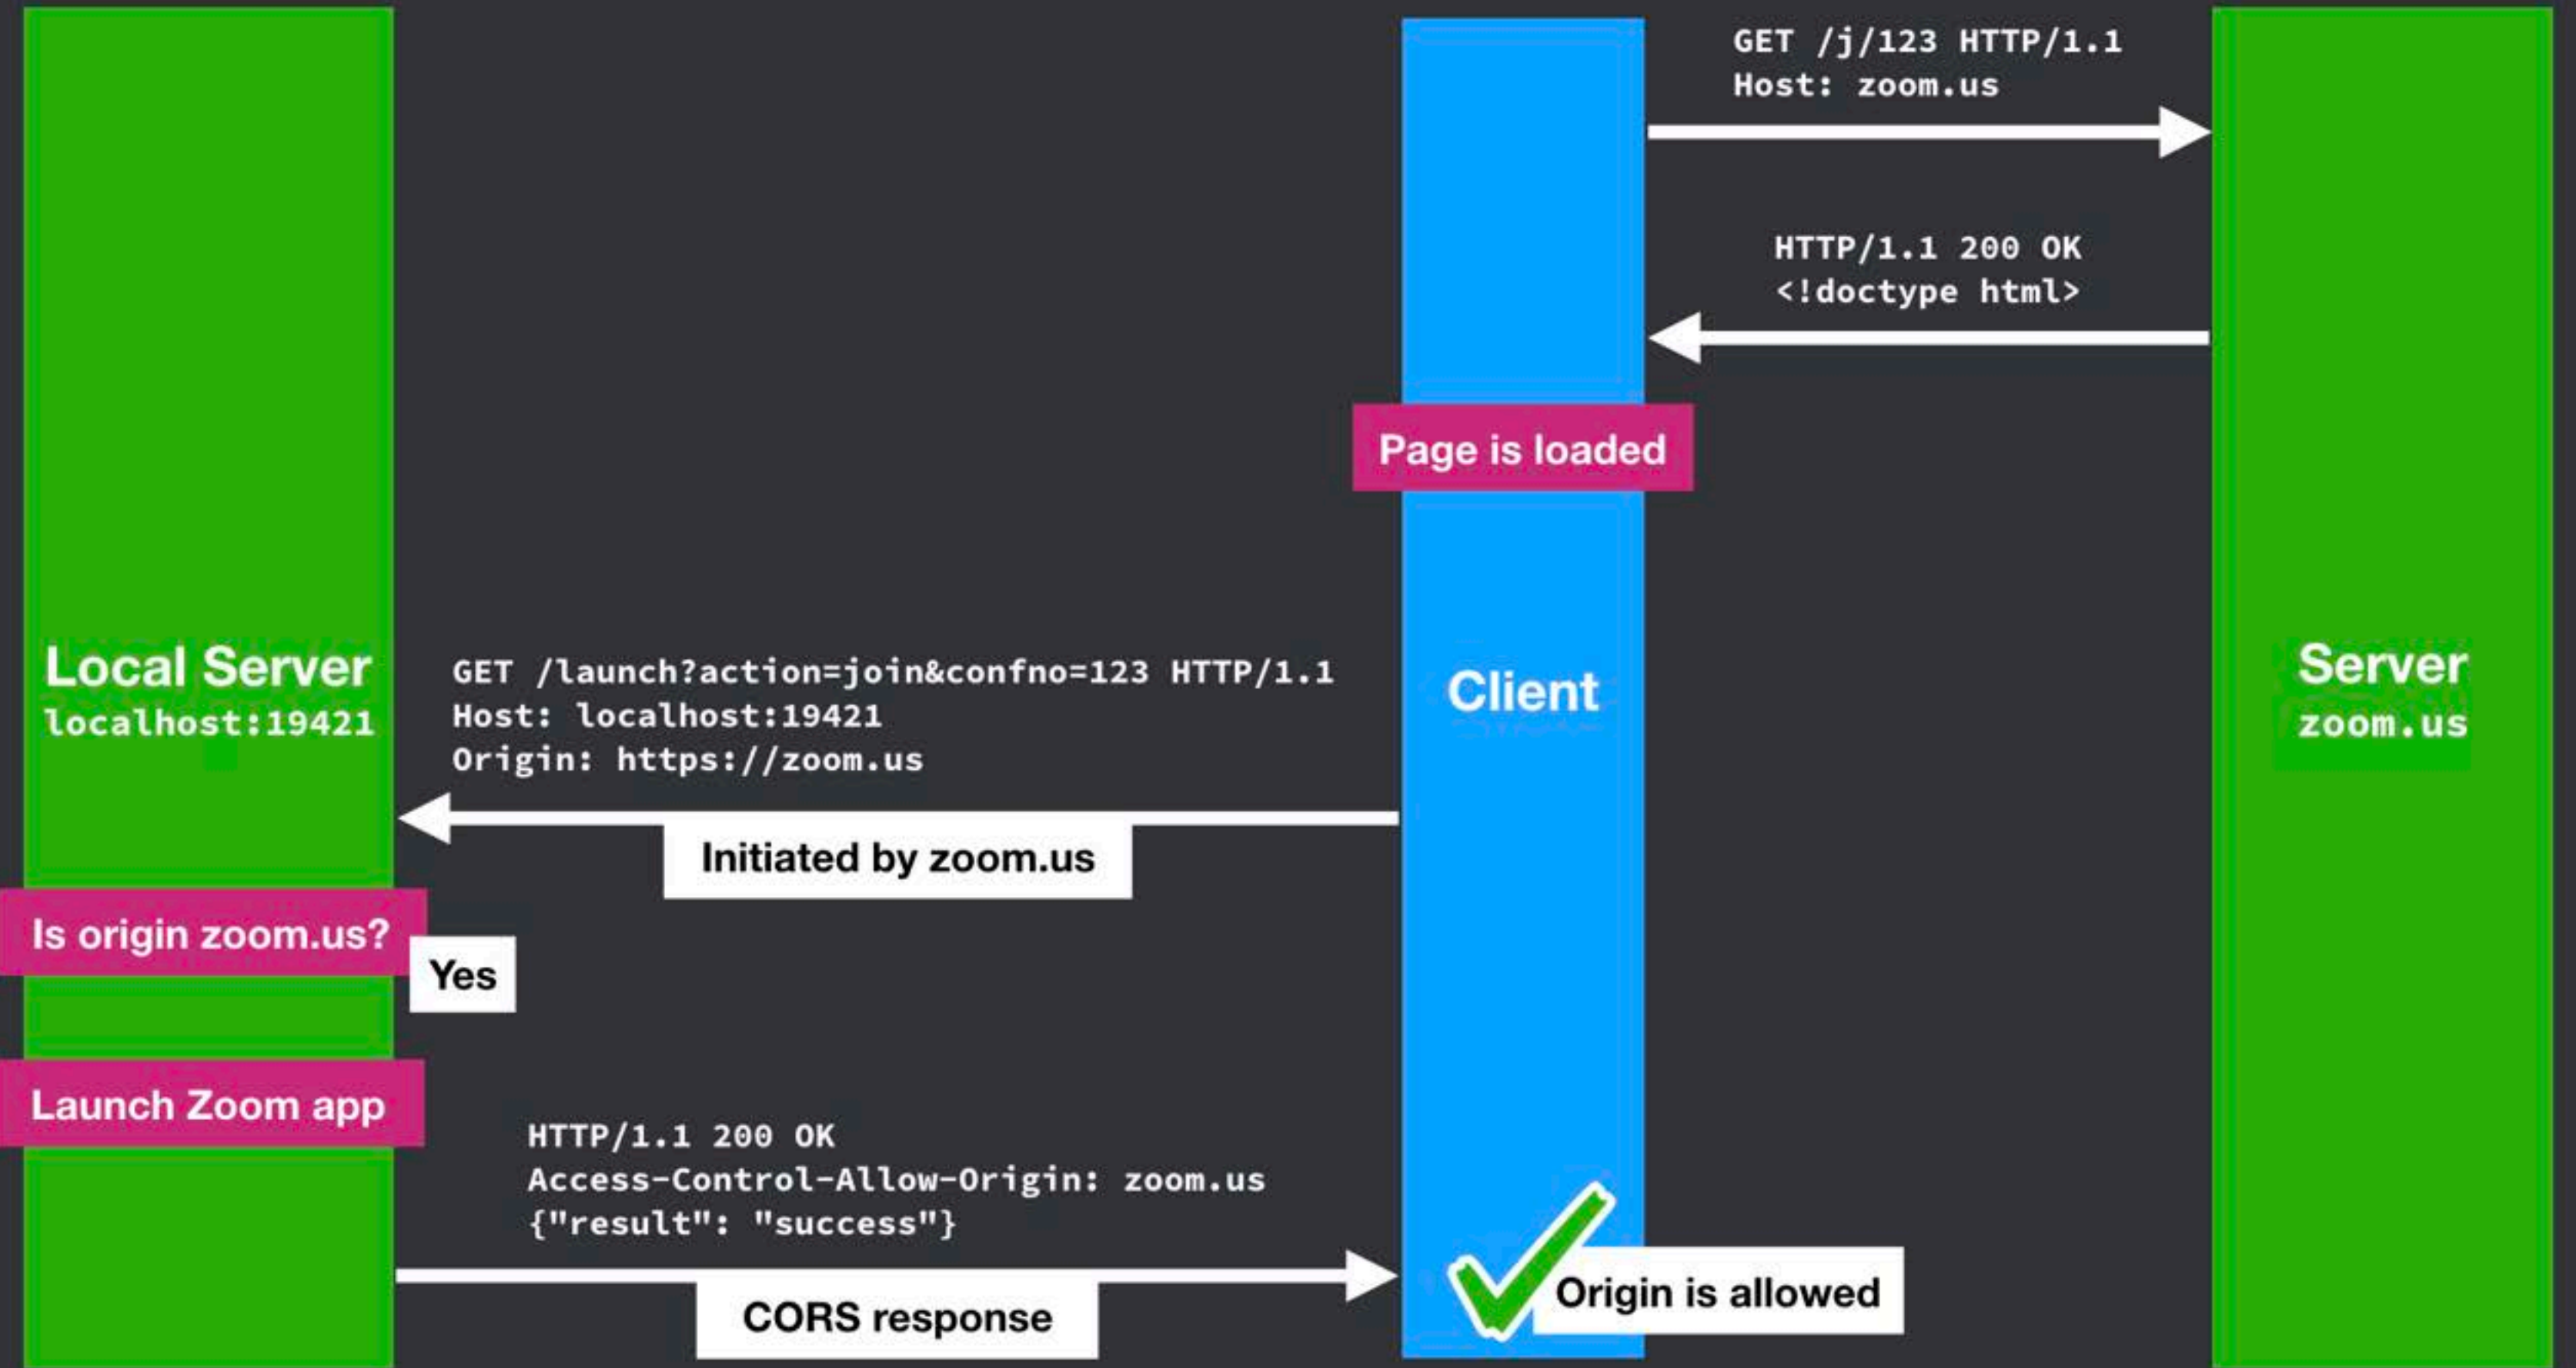 GET /j/123 HTTP/1.1
Host: zoom.us
HTTP/1.1 200 OK
<!doctype html>
Page is loaded
Local Server
localhost:19421
GET /launch?action=join&confno=123 HTTP/1.1
Host: localhost:19421
Origin: https://zoom.us
Client
Server
zoom.us
Initiated by zoom.us
Is origin zoom.us?
Yes
Launch Zoom app
HTTP/1.1 200 OK
Access-Control-Allow-Origin: zoom.us
{"result": "success"}
Origin is allowed
CORS response